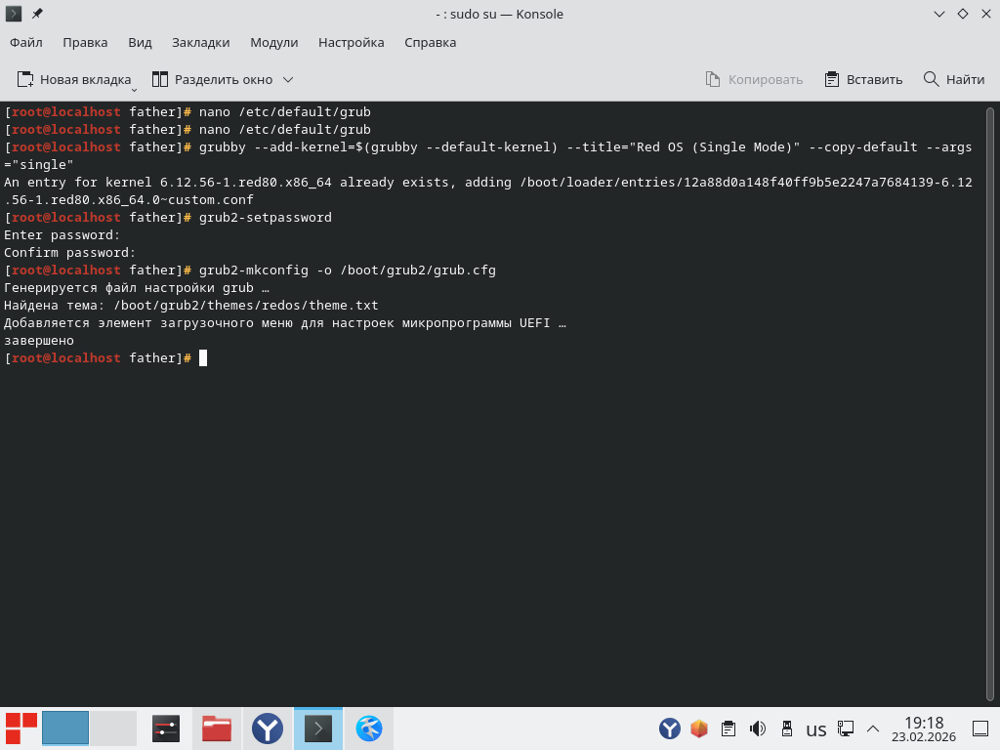 - : sudo su — Konsole
Файл Правка Вид Закладки Модули Настройка Справка
Новая вкладка Разделить окно Копировать Вставить Найти
[root@localhost father]# nano /etc/default/grub
[root@localhost father]# nano /etc/default/grub
[root@localhost father]# grubby --add-kernel=$(grubby --default-kernel) --title="Red OS (Single Mode)" --copy-default --args
="single"
An entry for kernel 6.12.56-1.red80.x86_64 already exists, adding /boot/loader/entries/12a88d0a148f40ff9b5e2247a7684139-6.12
.56-1.red80.x86_64.0~custom.conf
[root@localhost father]# grub2-setpassword
Enter password:
Confirm password:
[root@localhost father]# grub2-mkconfig -o /boot/grub2/grub.cfg
Генерируется файл настройки grub …
Найдена тема: /boot/grub2/themes/redos/theme.txt
Добавляется элемент загрузочного меню для настроек микропрограммы UEFI …
завершено
[root@localhost father]#
us
19:18
23.02.2026